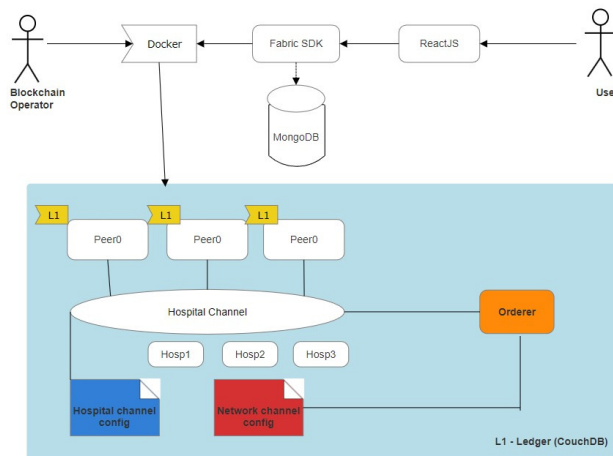 Docker
Fabric SDK
ReactJS
Blockchain
Operator
Use
MongoDB
L1
L1
L1
Peer0
Peer0
Peer0
Hospital Channel
Orderer
Hosp1
Hosp2
Hosp3
Hospital channel
config
Network channel
config
L1 - Ledger (CouchDB)